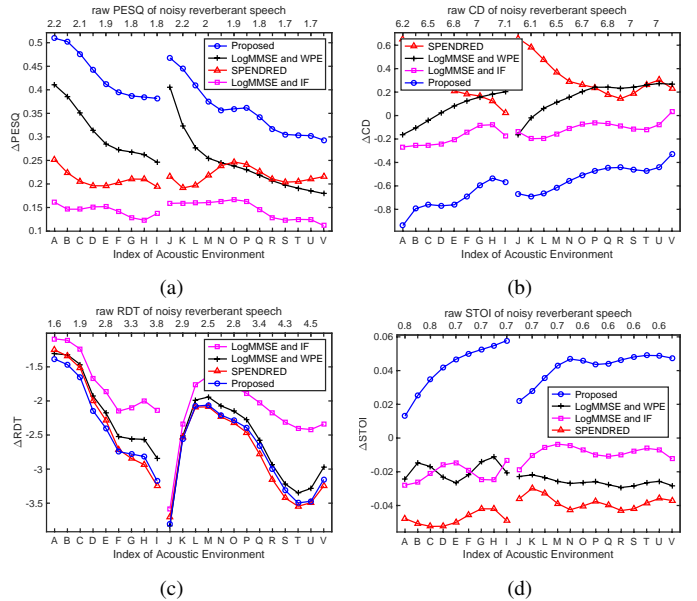 raw PESQ of noisy reverberant speech
2.2 2.1 1.9 2 1.8 1.8 2 2 1.9 1.8 1.7 1.7
0.5
0.45
0.4
0.35
0.3
0.25
0.2
0.15
0.1
ΔPESQ
Proposed
LogMMSE and WPE
SPENDRED
LogMMSE and IF
A B C D E F G H I J K L M N O P Q R S T U V
Index of Acoustic Environment
(a)
raw CD of noisy reverberant speech
6.2 6.5 6.8 7 7.1 6.1 6.5 6.7 6.8 7 7
0.6
0.4
0.2
0
-0.2
-0.4
-0.6
-0.8
ΔCD
SPENDRED
LogMMSE and WPE
LogMMSE and IF
Proposed
A B C D E F G H I J K L M N O P Q R S T U V
Index of Acoustic Environment
(b)
raw RDT of noisy reverberant speech
1.6 1.9 2.8 3.3 3.8 2.9 2.5 2.8 3.4 4.3 4.5
-1.5
-2
-2.5
-3
-3.5
ΔRDT
LogMMSE and IF
LogMMSE and WPE
SPENDRED
Proposed
A B C D E F G H I J K L M N O P Q R S T U V
Index of Acoustic Environment
(c)
raw STOI of noisy reverberant speech
0.8 0.8 0.7 0.7 0.7 0.7 0.7 0.6 0.6 0.6 0.6
0.06
0.04
0.02
0
-0.02
-0.04
ΔSTOI
Proposed
LogMMSE and WPE
LogMMSE and IF
SPENDRED
A B C D E F G H I J K L M N O P Q R S T U V
Index of Acoustic Environment
(d)